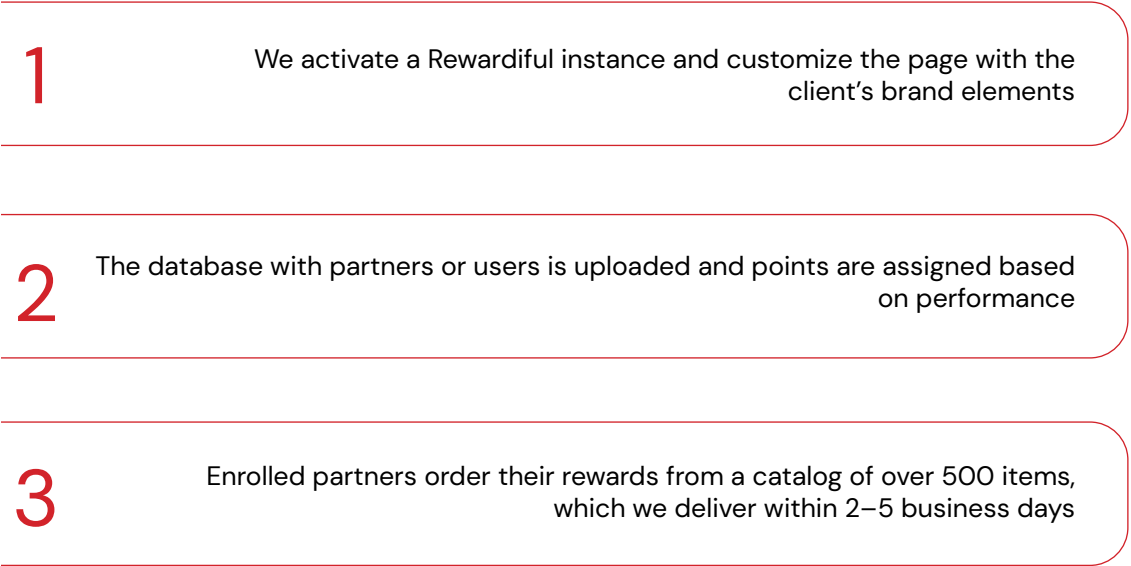 1
We activate a Rewardiful instance and customize the page with the
client’s brand elements
2
The database with partners or users is uploaded and points are assigned based
on performance
3
Enrolled partners order their rewards from a catalog of over 500 items,
which we deliver within 2–5 business days